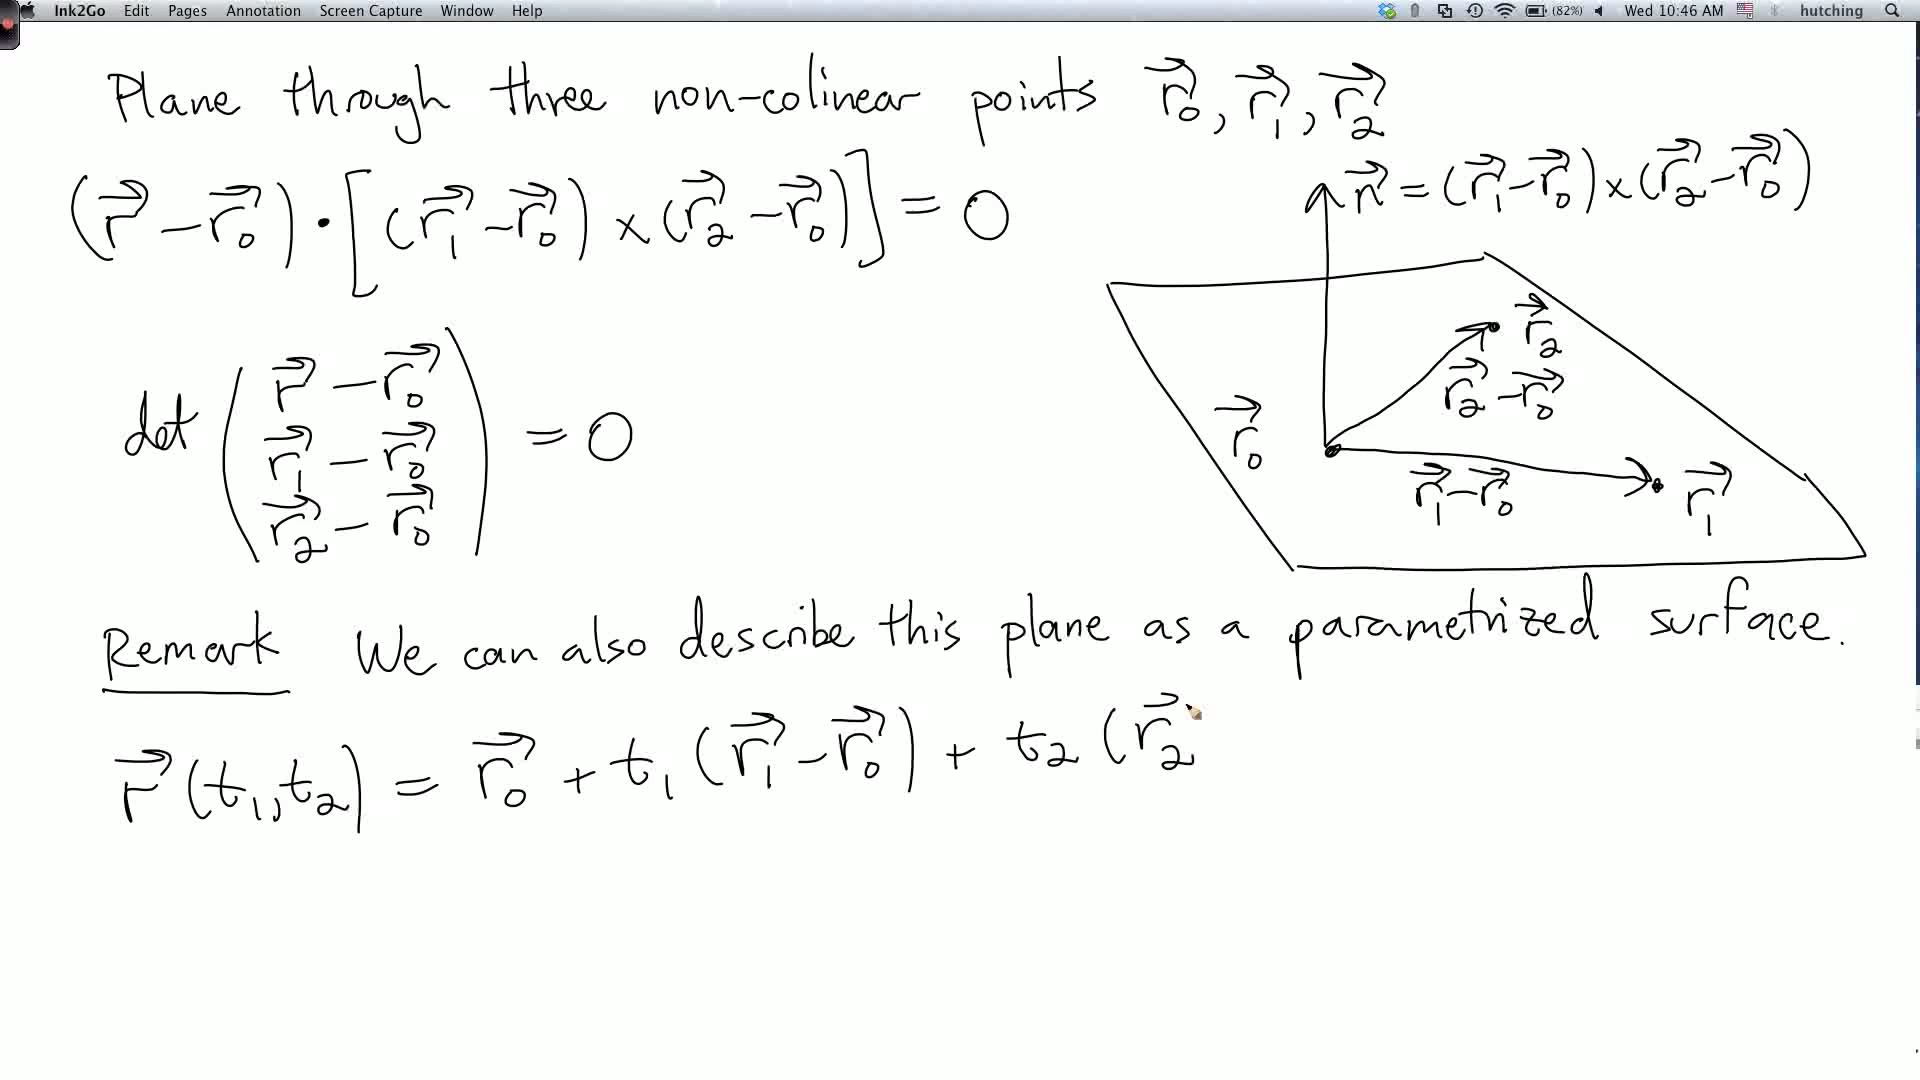 Ink2Go Edit Pages Annotation Screen Capture Window Help (82%) Wed 10:46 AM hutching
Plane through three non-colinear points r⃗₀, r⃗₁, r⃗₂
(r⃗ − r⃗₀) • [(r⃗₁ − r⃗₀) × (r⃗₂ − r⃗₀)] = 0
n⃗ = (r⃗₁ − r⃗₀) × (r⃗₂ − r⃗₀)
r⃗₂
r⃗₂ − r⃗₀
r⃗₀
r⃗₁ − r⃗₀
r⃗₁
det ( r⃗ − r⃗₀
r⃗₁ − r⃗₀
r⃗₂ − r⃗₀ ) = 0
Remark We can also describe this plane as a parametrized surface.
r⃗ (t₁, t₂) = r⃗₀ + t₁ (r⃗₁ − r⃗₀) + t₂ (r⃗₂